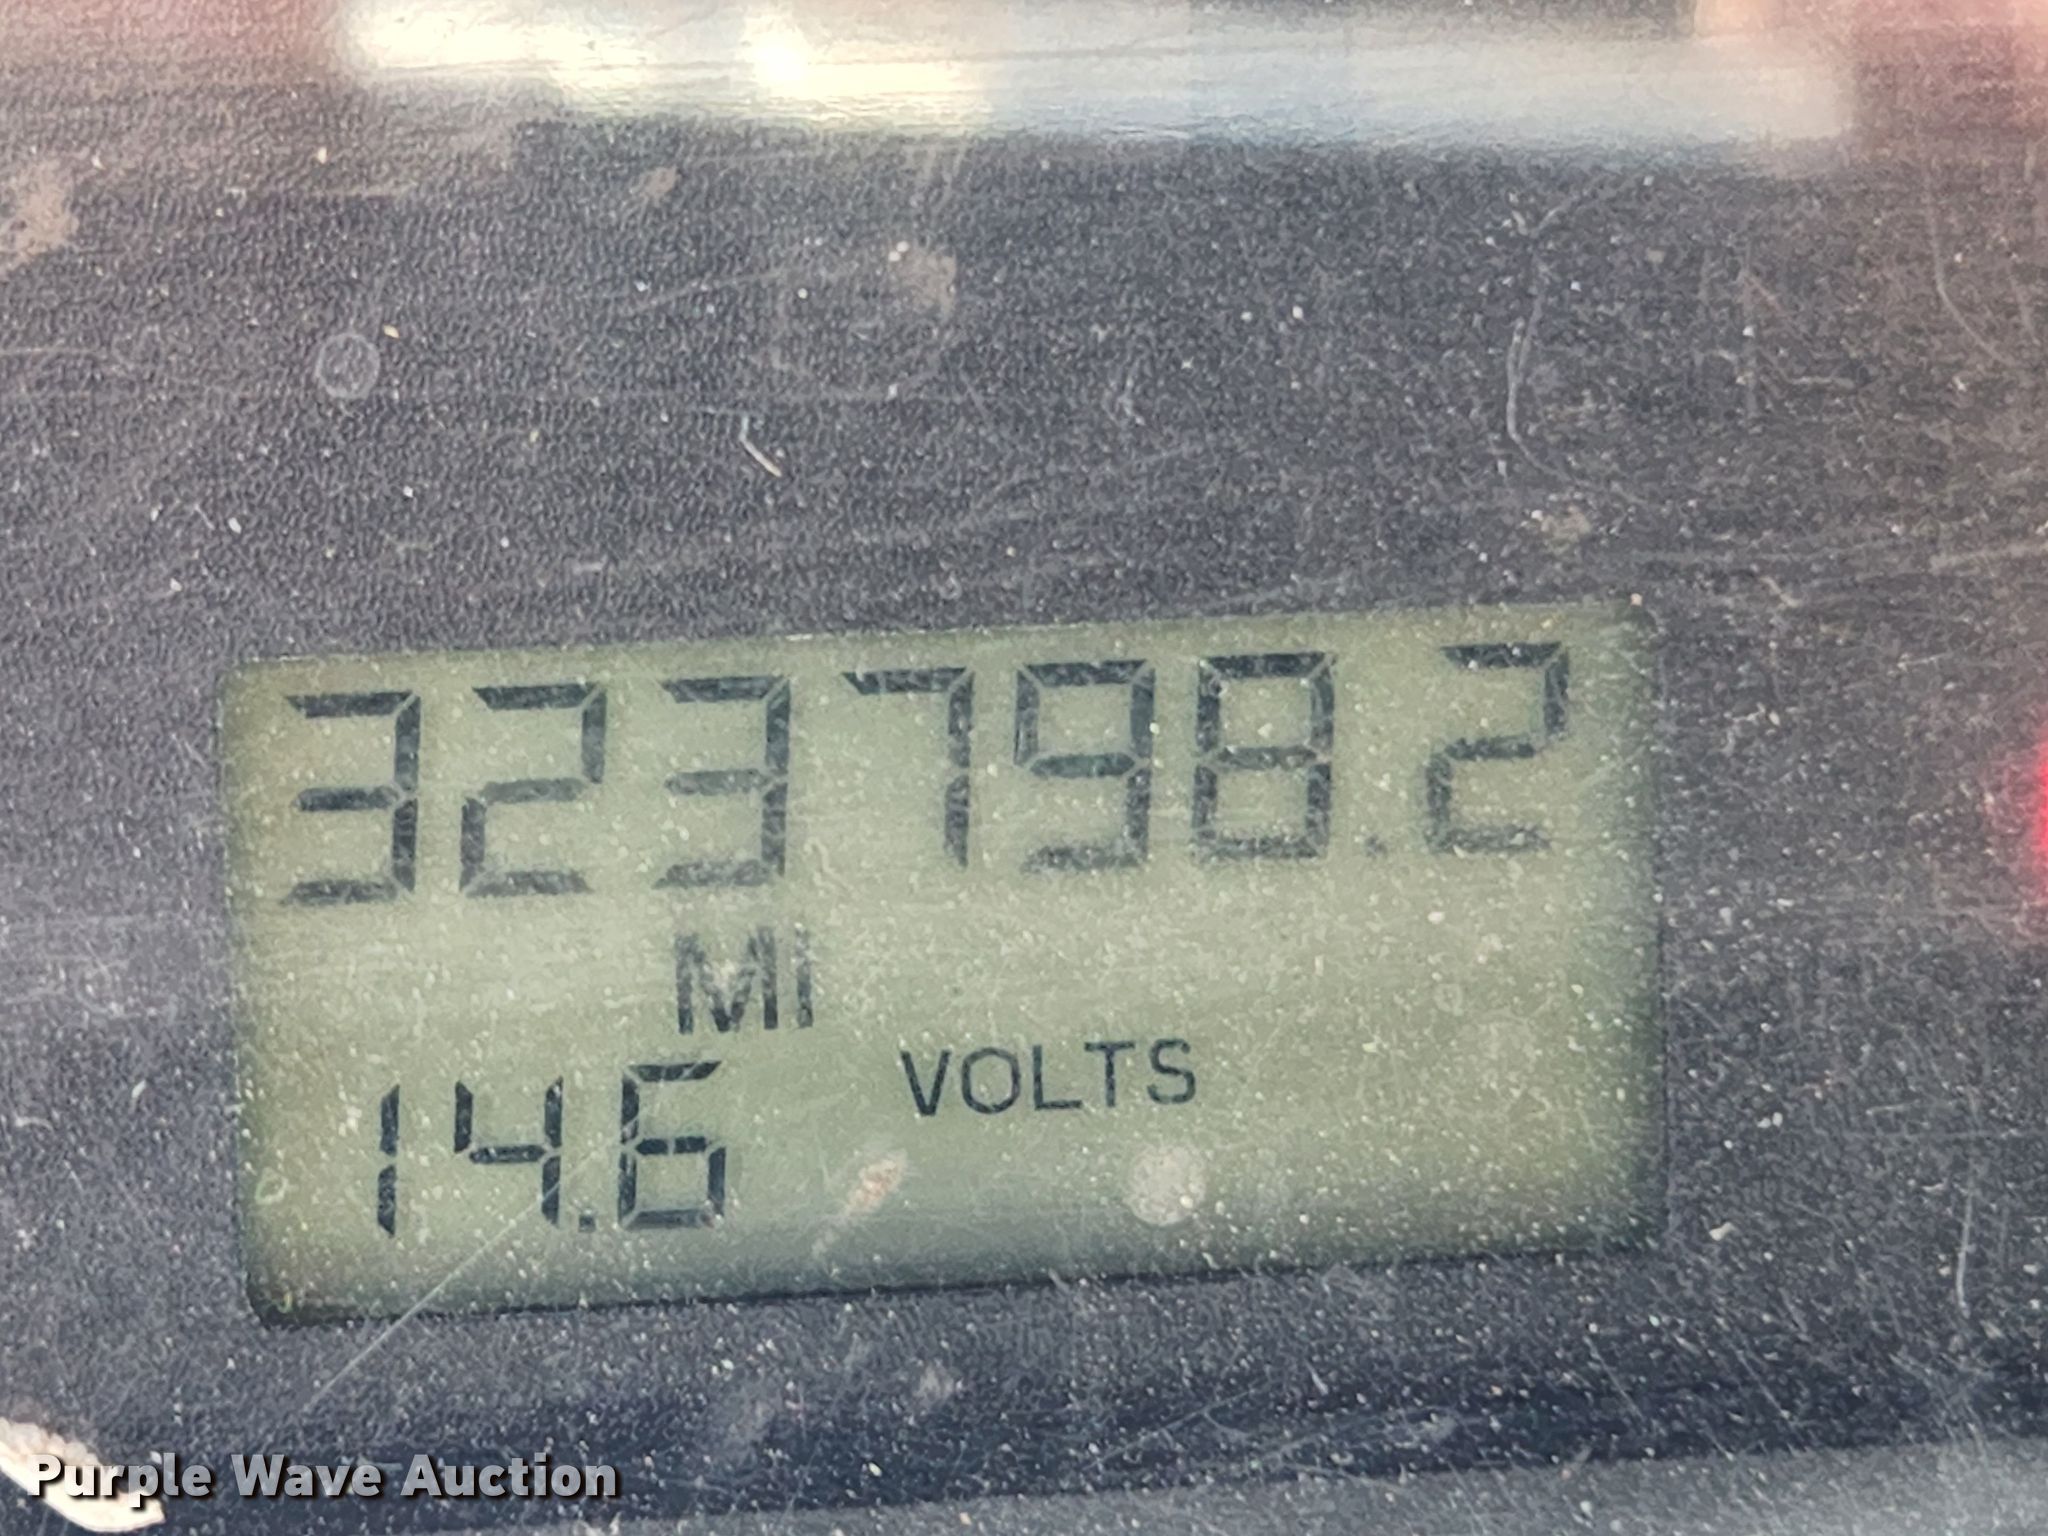 323798.2
MI
VOLTS
14.6
Purple Wave Auction